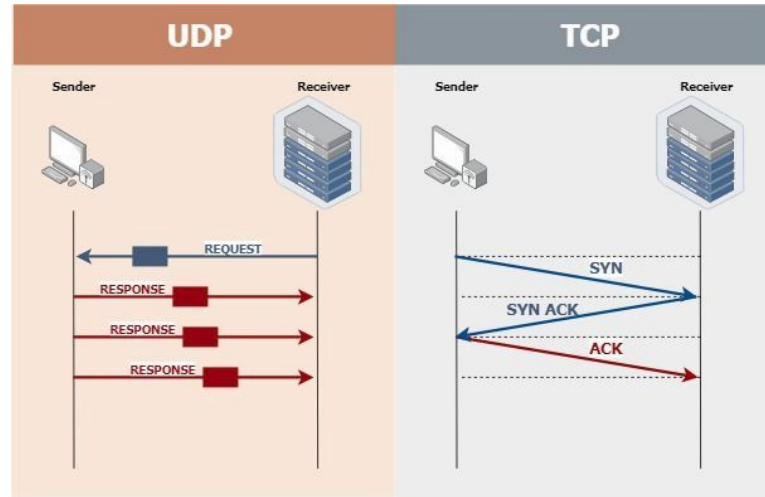 UDP
TCP
Sender
Receiver
Sender
Receiver
REQUEST
RESPONSE
RESPONSE
RESPONSE
SYN
SYN ACK
ACK